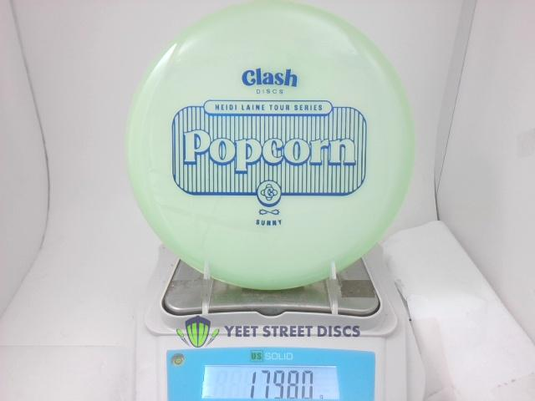 Clash
DISCS
HEIDI LAINE TOUR SERIES
Popcorn
SUNNY
YEET STREET DISCS
US SOLID
179.80 g